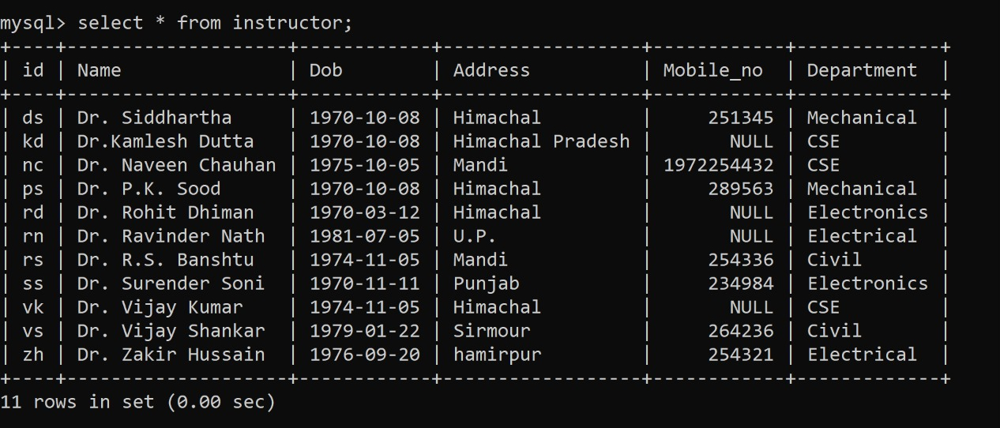 mysql> select * from instructor;
+----+--------------------+------------+------------------+------------+-------------+
| id | Name               | Dob        | Address          | Mobile_no  | Department  |
+----+--------------------+------------+------------------+------------+-------------+
| ds | Dr. Siddhartha     | 1970-10-08 | Himachal         |     251345 | Mechanical  |
| kd | Dr.Kamlesh Dutta   | 1970-10-08 | Himachal Pradesh |       NULL | CSE         |
| nc | Dr. Naveen Chauhan | 1975-10-05 | Mandi            | 1972254432 | CSE         |
| ps | Dr. P.K. Sood      | 1970-10-08 | Himachal         |     289563 | Mechanical  |
| rd | Dr. Rohit Dhiman   | 1970-03-12 | Himachal         |       NULL | Electronics |
| rn | Dr. Ravinder Nath  | 1981-07-05 | U.P.             |       NULL | Electrical  |
| rs | Dr. R.S. Banshtu   | 1974-11-05 | Mandi            |     254336 | Civil       |
| ss | Dr. Surender Soni  | 1970-11-11 | Punjab           |     234984 | Electronics |
| vk | Dr. Vijay Kumar    | 1974-11-05 | Himachal         |       NULL | CSE         |
| vs | Dr. Vijay Shankar  | 1979-01-22 | Sirmour          |     264236 | Civil       |
| zh | Dr. Zakir Hussain  | 1976-09-20 | hamirpur         |     254321 | Electrical  |
+----+--------------------+------------+------------------+------------+-------------+
11 rows in set (0.00 sec)